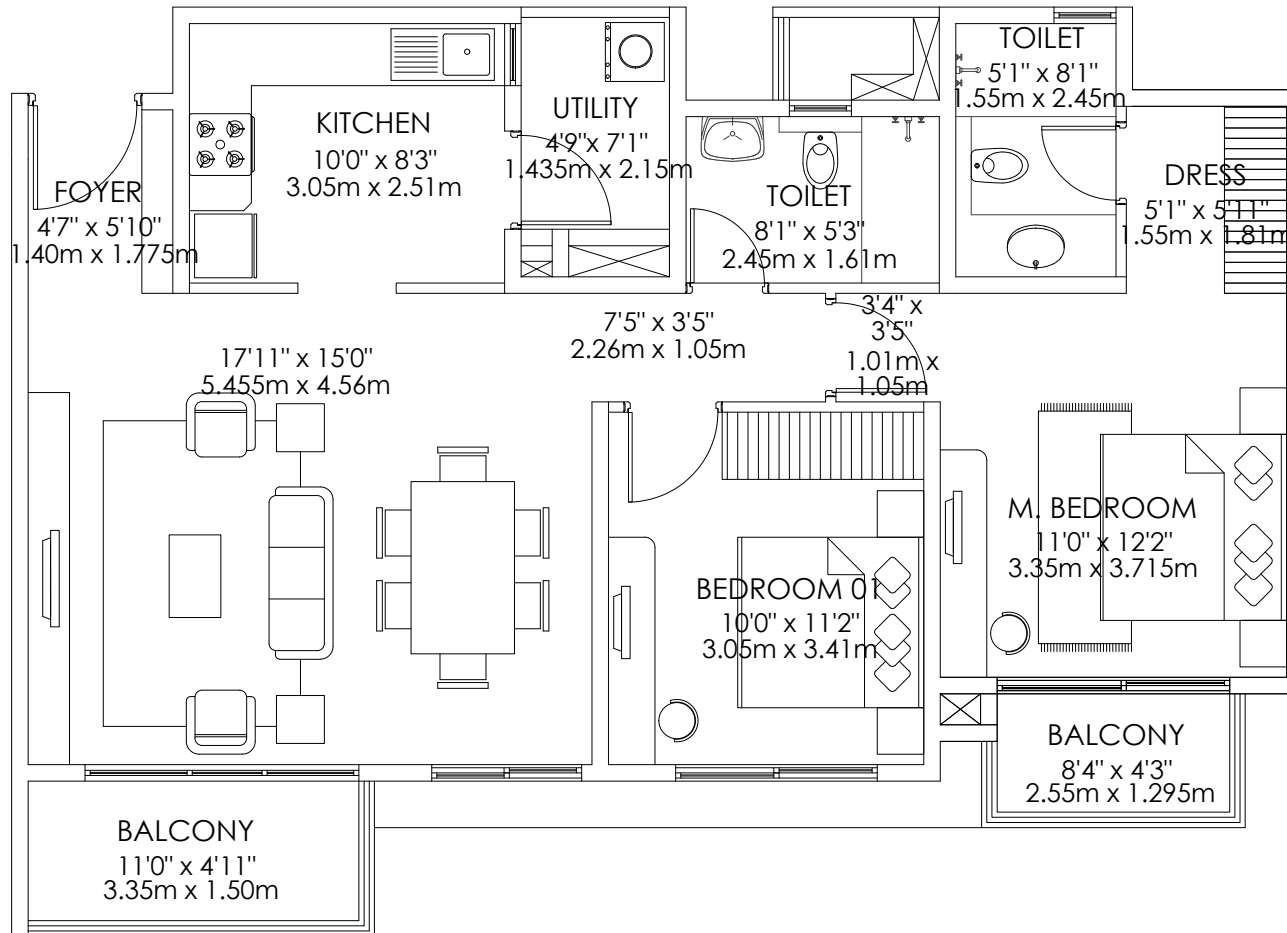 TOILET
5'1" x 8'1"
1.55m x 2.45m
KITCHEN
10'0" x 8'3"
3.05m x 2.51m
UTILITY
4'9" x 7'1"
1.435m x 2.15m
FOYER
4'7" x 5'10"
1.40m x 1.775m
TOILET
8'1" x 5'3"
2.45m x 1.61m
DRESS
5'1" x 5'11"
1.55m x 1.81m
7'5" x 3'5"
2.26m x 1.05m
3'4" x
3'5"
1.01m x
1.05m
17'11" x 15'0"
5.455m x 4.56m
M. BEDROOM
11'0" x 12'2"
3.35m x 3.715m
BEDROOM 01
10'0" x 11'2"
3.05m x 3.41m
BALCONY
8'4" x 4'3"
2.55m x 1.295m
BALCONY
11'0" x 4'11"
3.35m x 1.50m